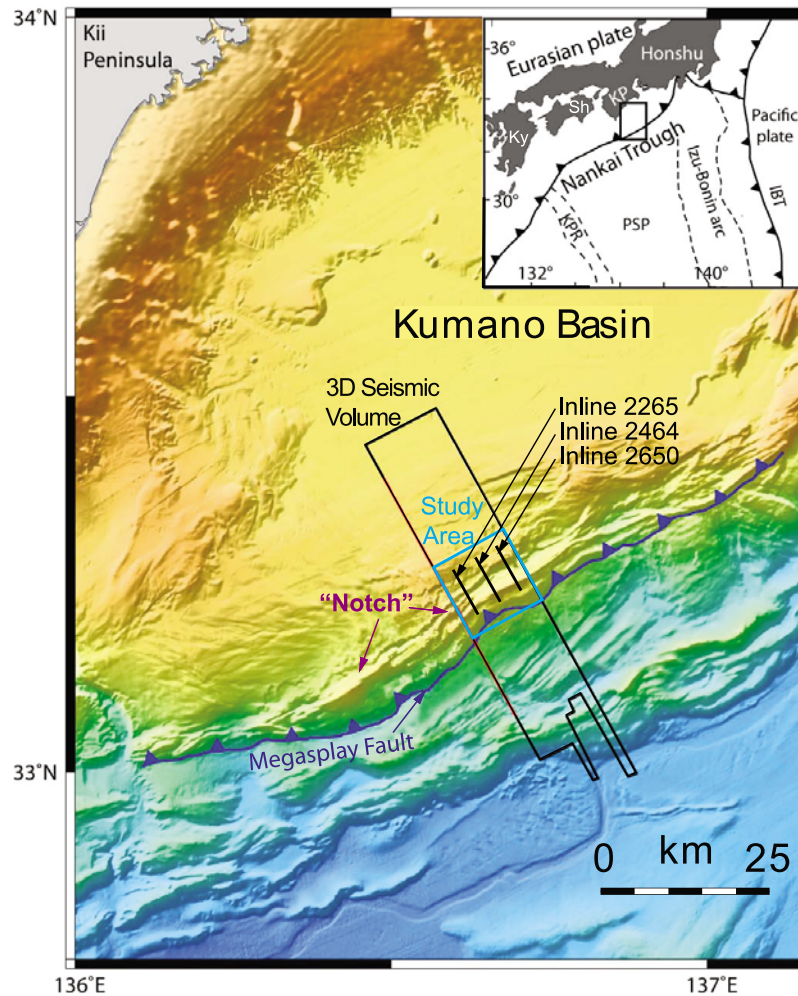 34°N
Kii
Peninsula
36°
Eurasian plate
Honshu
KP
Sh
Ky
Pacific
plate
Nankai Trough
Izu-Bonin arc
30°
KPR
PSP
IBT
132°
140°
Kumano Basin
3D Seismic
Volume
Inline 2265
Inline 2464
Inline 2650
Study
Area
“Notch”
Megasplay Fault
33°N
0 km 25
136°E
137°E